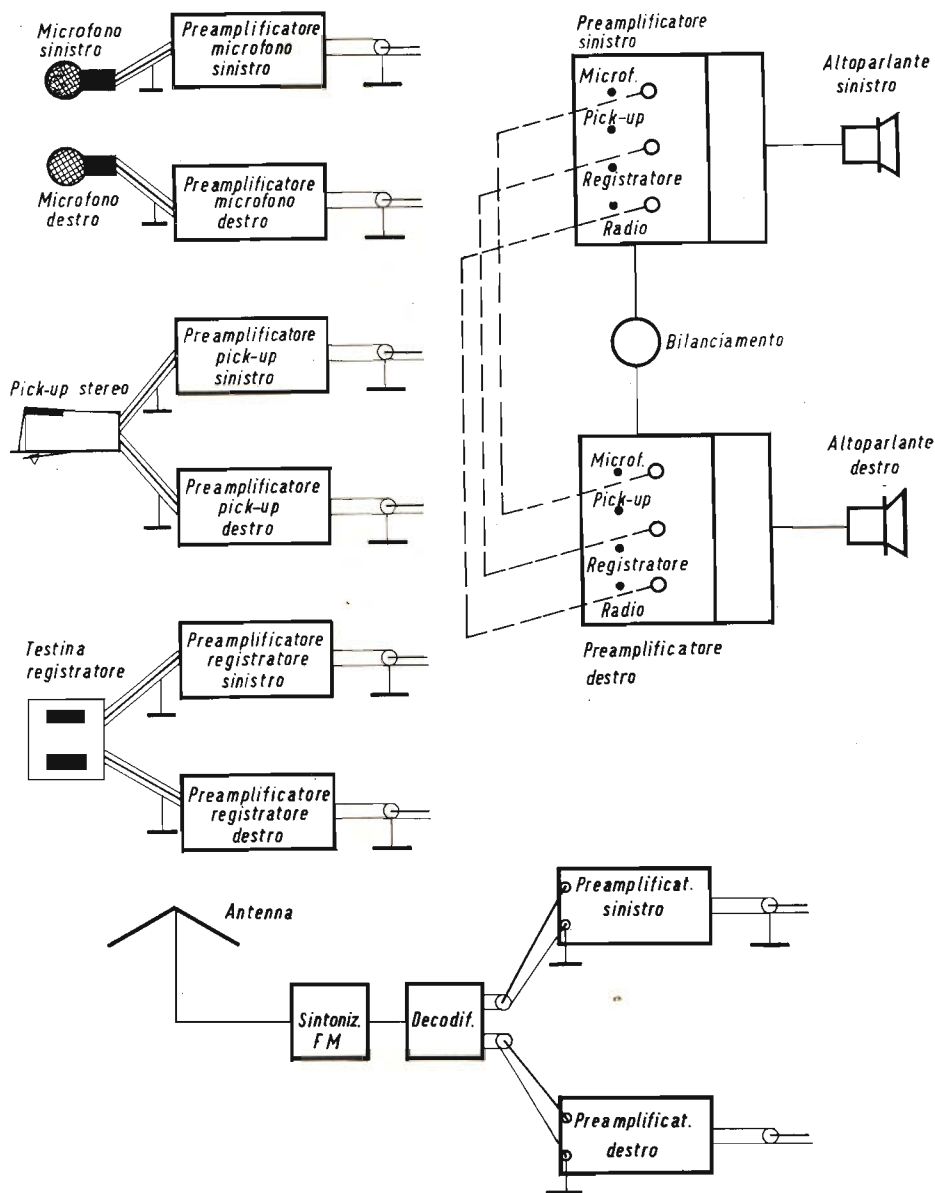 Microfono
sinistro
Preamplificatore
microfono
sinistro
Microfono
destro
Preamplificatore
microfono
destro
Pick-up stereo
Preamplificatore
pick-up
sinistro
Preamplificatore
pick-up
destro
Testina
registratore
Preamplificatore
registratore
sinistro
Preamplificatore
registratore
destro
Preamplificatore
sinistro
Microf.
Pick-up
Registratore
Radio
Altoparlante
sinistro
Bilanciamento
Microf.
Pick-up
Registratore
Radio
Preamplificatore
destro
Altoparlante
destro
Antenna
Sintoniz.
FM
Decodif.
Preamplificat.
sinistro
Preamplificat.
destro